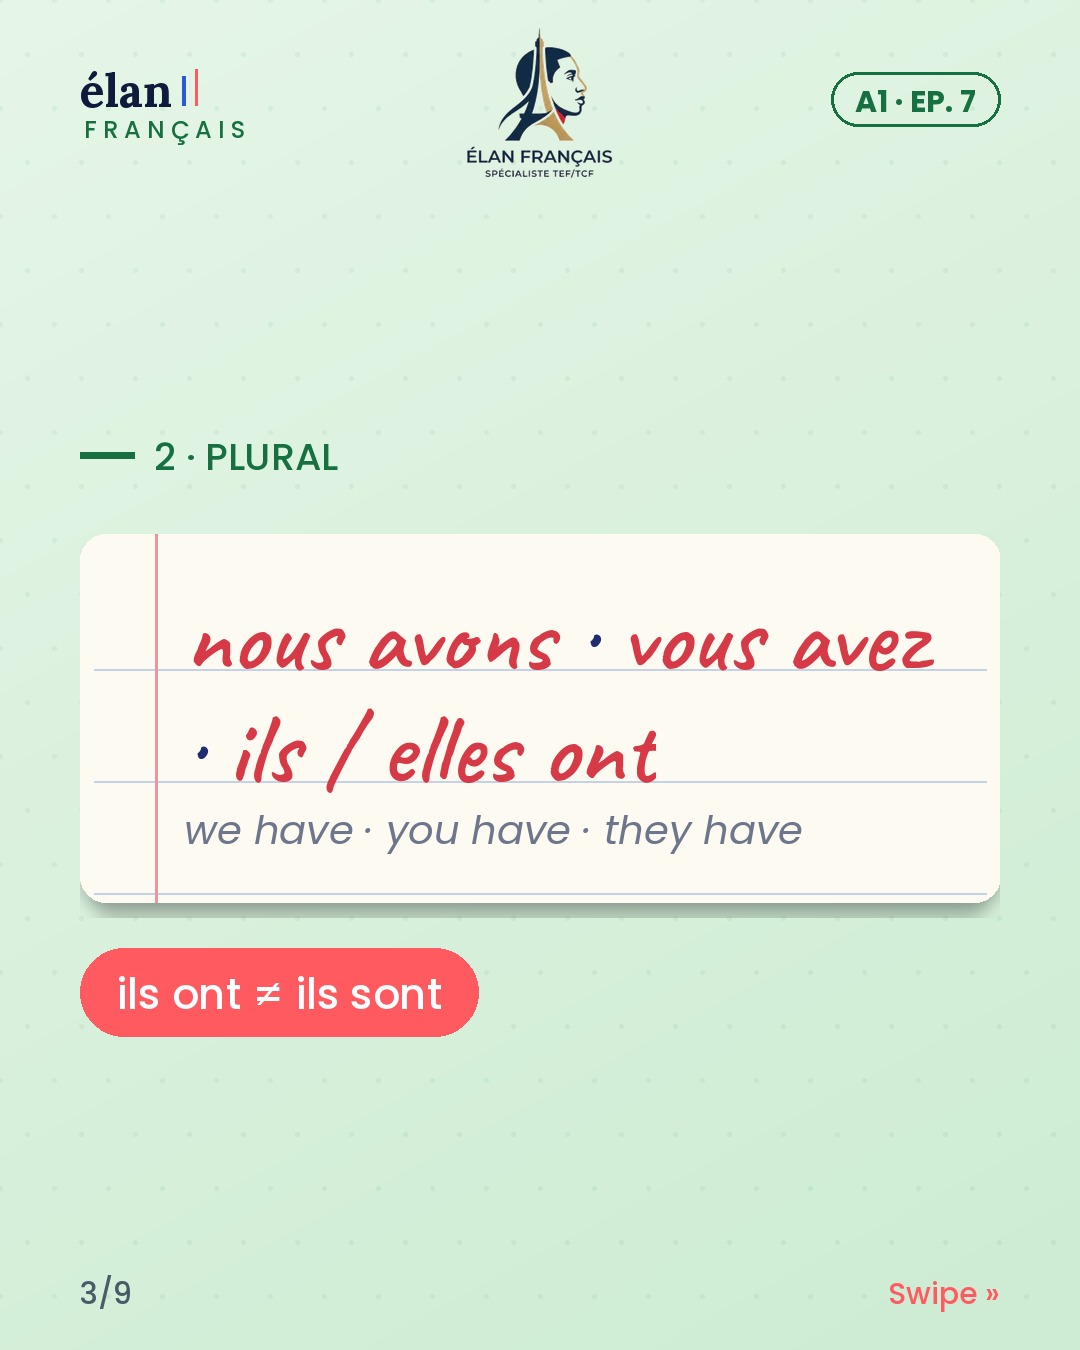 élan
FRANÇAIS
ÉLAN FRANÇAIS
SPÉCIALISTE TEF/TCF
A1 · EP. 7
2 · PLURAL
nous avons · vous avez
· ils / elles ont
we have · you have · they have
ils ont ≠ ils sont
3/9
Swipe »